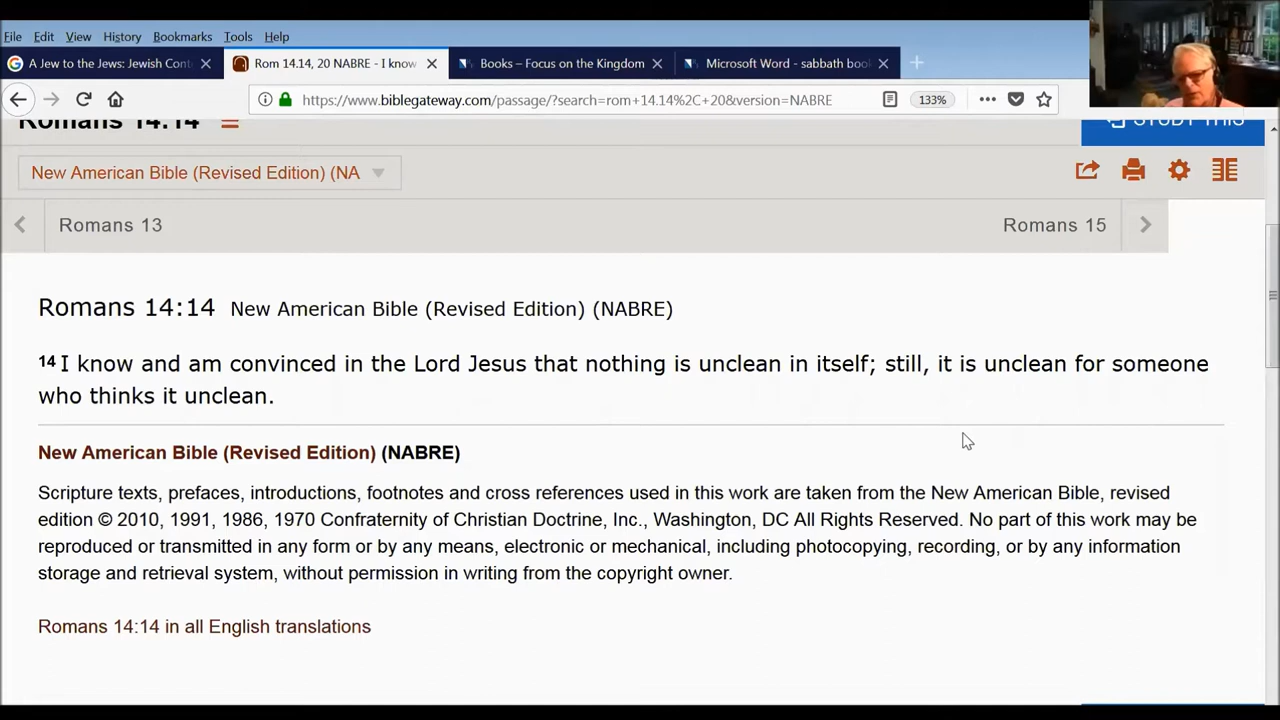 File Edit View History Bookmarks Tools Help
A Jew to the Jews: Jewish Cont
Rom 14.14, 20 NABRE - I know
Books – Focus on the Kingdom
Microsoft Word - sabbath book
https://www.biblegateway.com/passage/?search=rom+14.14%2C+20&version=NABRE
133%
Romans 14:14
STUDY THIS
New American Bible (Revised Edition) (NA
Romans 13
Romans 15
Romans 14:14 New American Bible (Revised Edition) (NABRE)
14 I know and am convinced in the Lord Jesus that nothing is unclean in itself; still, it is unclean for someone
who thinks it unclean.
New American Bible (Revised Edition) (NABRE)
Scripture texts, prefaces, introductions, footnotes and cross references used in this work are taken from the New American Bible, revised
edition © 2010, 1991, 1986, 1970 Confraternity of Christian Doctrine, Inc., Washington, DC All Rights Reserved. No part of this work may be
reproduced or transmitted in any form or by any means, electronic or mechanical, including photocopying, recording, or by any information
storage and retrieval system, without permission in writing from the copyright owner.
Romans 14:14 in all English translations